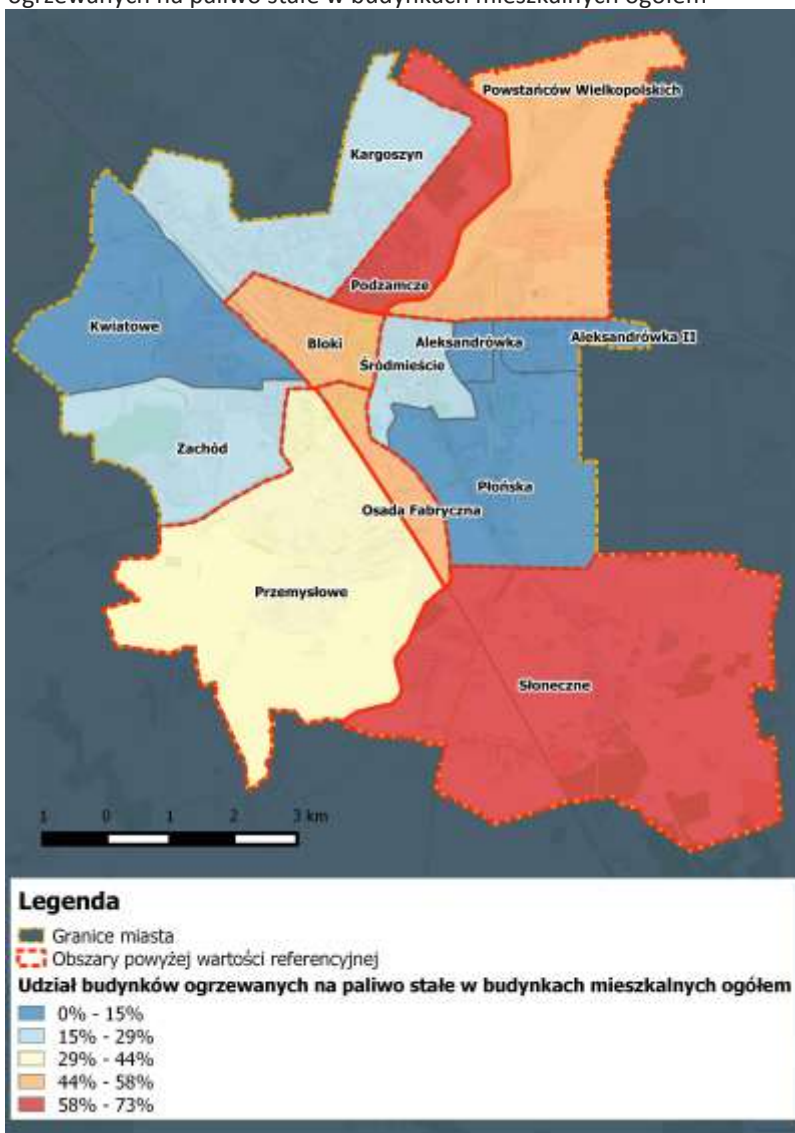 ogrzewanych na paliwo stałe w budynkach mieszkalnych ogółem
Powstańców Wielkopolskich
Kargoszyn
Podzamcze
Kwiatowe
Bloki
Aleksandrówka
Aleksandrówka II
Śródmieście
Zachód
Płońska
Osada Fabryczna
Przemysłowe
Słoneczne
1 0 1 2 3 km
Legenda
Granice miasta
Obszary powyżej wartości referencyjnej
Udział budynków ogrzewanych na paliwo stałe w budynkach mieszkalnych ogółem
0% - 15%
15% - 29%
29% - 44%
44% - 58%
58% - 73%